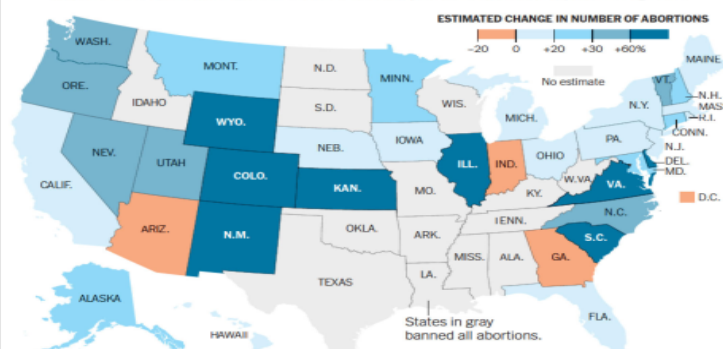 ESTIMATED CHANGE IN NUMBER OF ABORTIONS
–20 0 +20 +30 +60%
No estimate
WASH.
ORE.
CALIF.
IDAHO
NEV.
MONT.
WYO.
UTAH
ARIZ.
COLO.
N.M.
N.D.
S.D.
NEB.
KAN.
OKLA.
TEXAS
MINN.
IOWA
MO.
ARK.
LA.
WIS.
ILL.
MICH.
IND.
OHIO
KY.
TENN.
MISS.
ALA.
GA.
FLA.
S.C.
N.C.
VA.
W.VA.
PA.
N.Y.
VT.
MAINE
N.H.
MAS
R.I.
CONN.
N.J.
DEL.
MD.
D.C.
ALASKA
HAWAII
States in gray
banned all abortions.